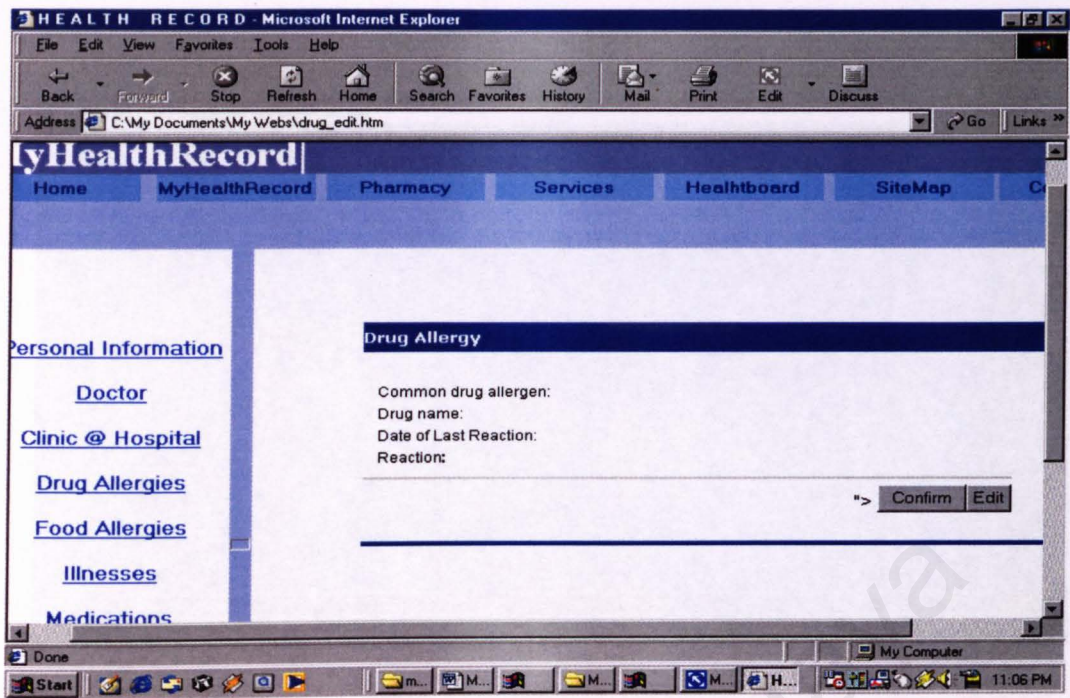 HEALTH RECORD - Microsoft Internet Explorer
File Edit View Favorites Tools Help
Back Forward Stop Refresh Home Search Favorites History Mail Print Edit Discuss
Address C:\My Documents\My Webs\drug_edit.htm Go Links »
yHealthRecord
Home MyHealthRecord Pharmacy Services Healhtboard SiteMap
Personal Information
Doctor
Clinic @ Hospital
Drug Allergies
Food Allergies
Illnesses
Medications
Drug Allergy
Common drug allergen:
Drug name:
Date of Last Reaction:
Reaction:
"> Confirm Edit
Done My Computer
Start m... M... M... M... H... 11:06 PM